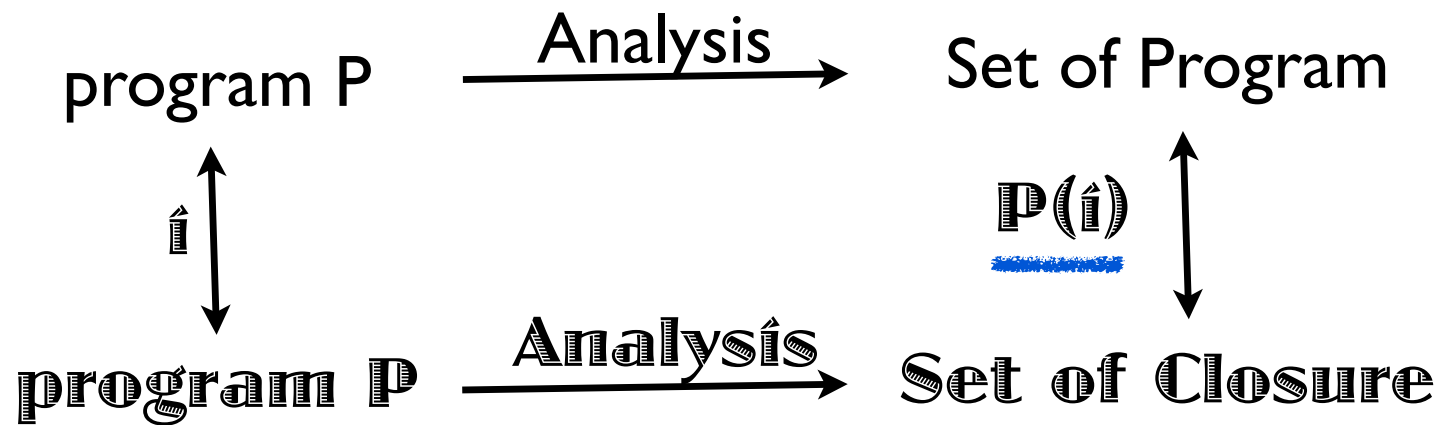 program P
Analysis
Set of Program
i
P(i)
program P
Analysis
Set of Closure